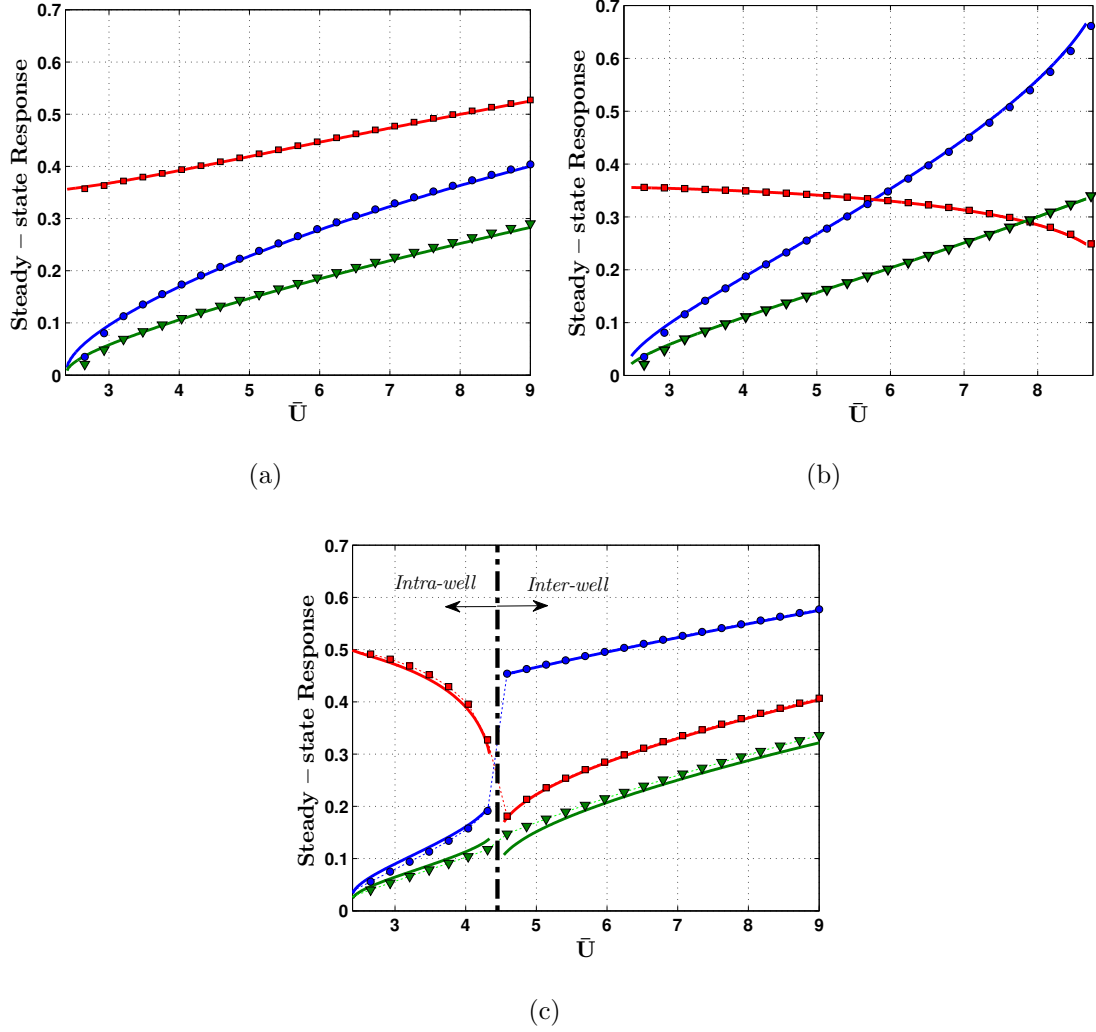 0.7
0.6
0.5
0.4
0.3
0.2
0.1
0
Steady – state Response
3 4 5 6 7 8 9
Ū
(a)
0.7
0.6
0.5
0.4
0.3
0.2
0.1
0
Steady – state Resoponse
3 4 5 6 7 8
Ū
(b)
0.7
0.6
0.5
0.4
0.3
0.2
0.1
0
Steady – state Response
Intra-well Inter-well
3 4 5 6 7 8 9
Ū
(c)